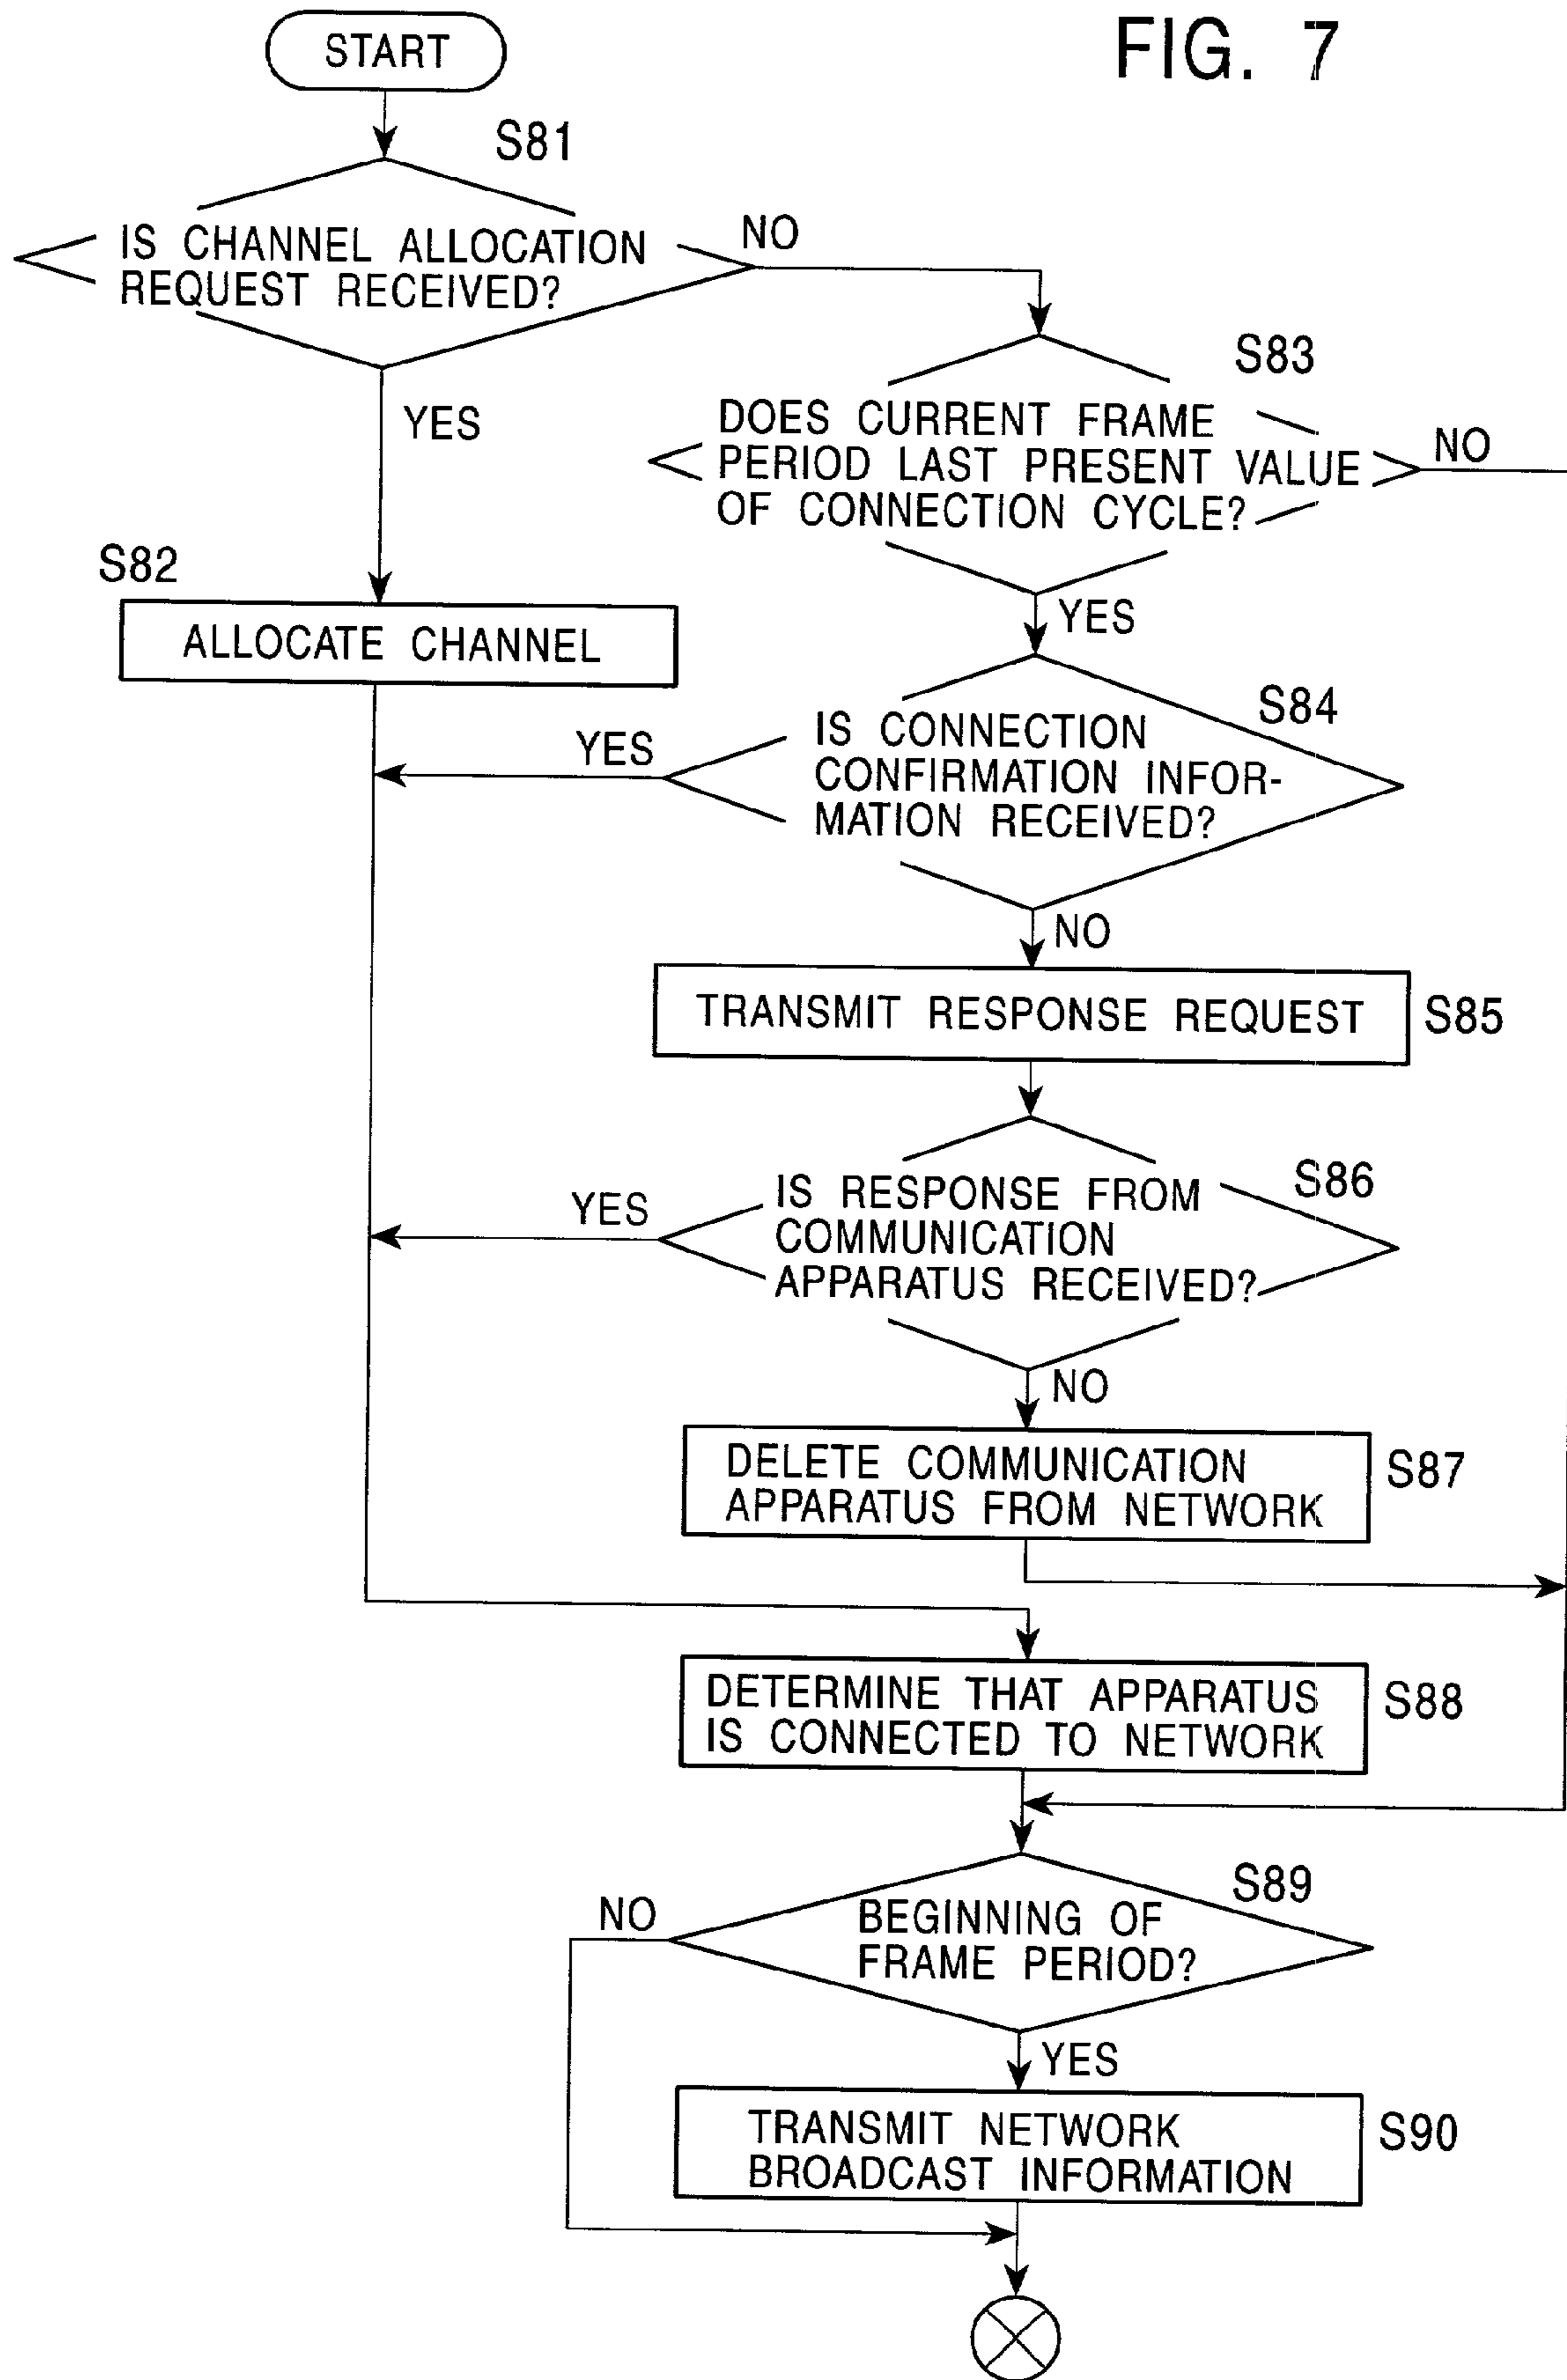 FIG. 7
START
S81
IS CHANNEL ALLOCATION
REQUEST RECEIVED?
NO
YES
S83
DOES CURRENT FRAME
PERIOD LAST PRESENT VALUE
OF CONNECTION CYCLE?
NO
YES
S82
ALLOCATE CHANNEL
S84
IS CONNECTION
CONFIRMATION INFOR-
MATION RECEIVED?
YES
NO
TRANSMIT RESPONSE REQUEST
S85
S86
IS RESPONSE FROM
COMMUNICATION
APPARATUS RECEIVED?
YES
NO
DELETE COMMUNICATION
APPARATUS FROM NETWORK
S87
DETERMINE THAT APPARATUS
IS CONNECTED TO NETWORK
S88
S89
BEGINNING OF
FRAME PERIOD?
NO
YES
TRANSMIT NETWORK
BROADCAST INFORMATION
S90